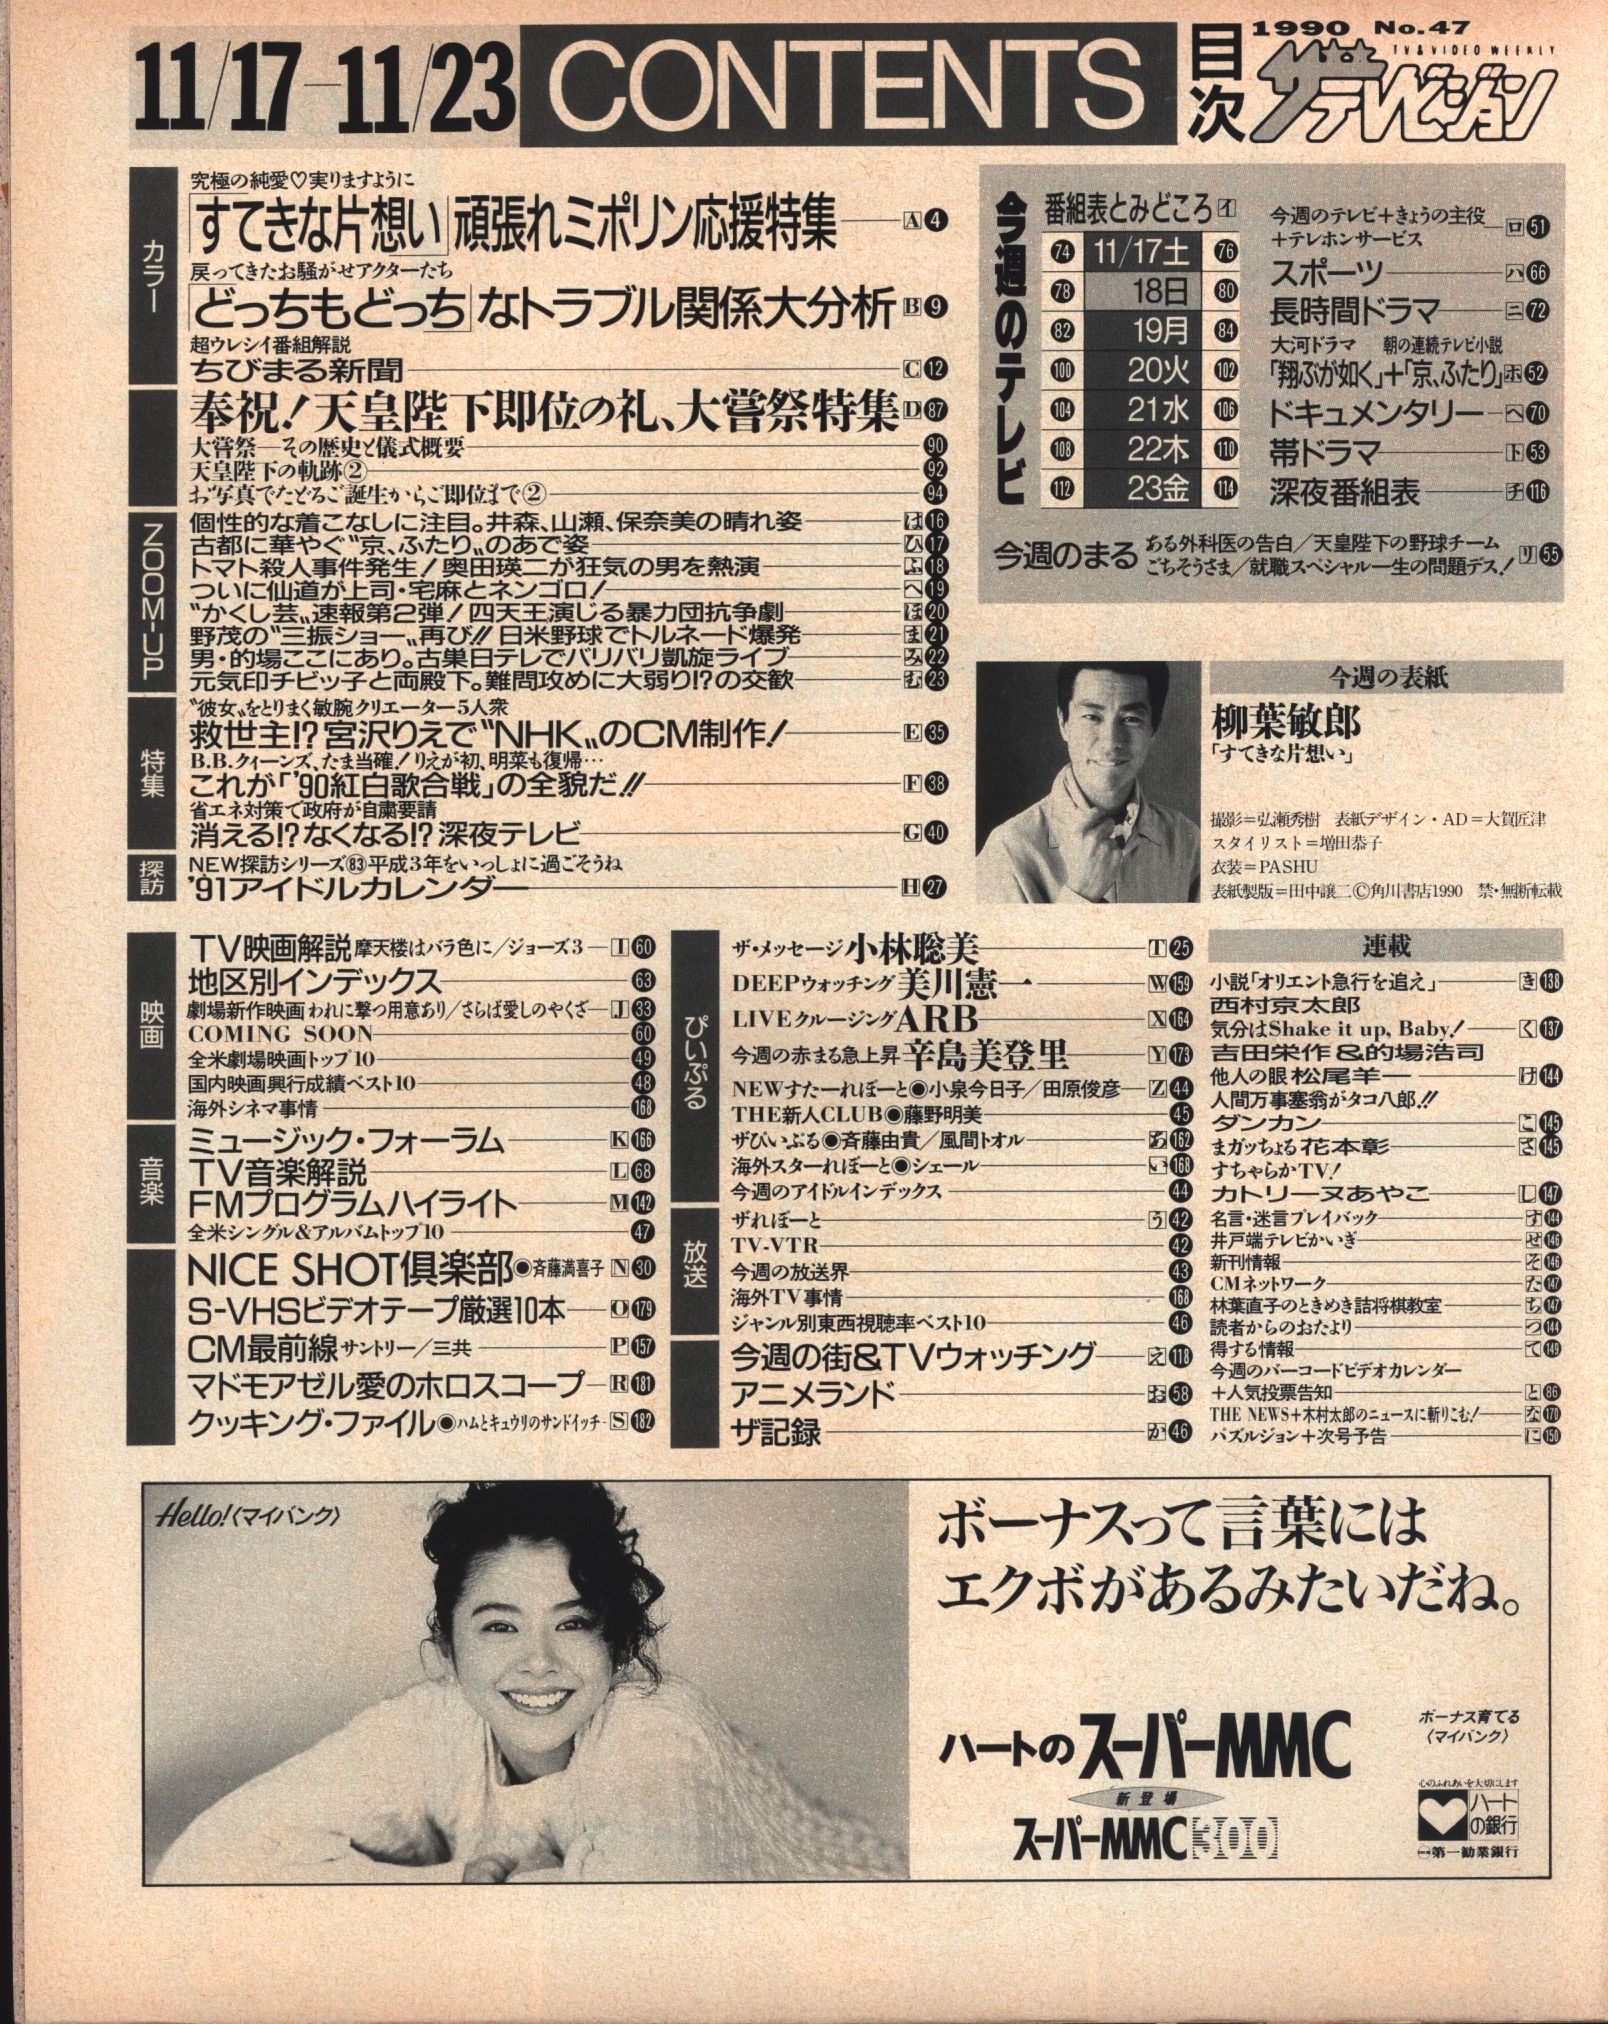 11/17—11/23
CONTENTS
目次
1990 No.47
TV & VIDEO WEEKLY
ザテレビジョン
カラー
究極の純愛♡実りますように
「すてきな片想い」頑張れミポリン応援特集 A 4
戻ってきたお騒がせアクターたち
「どっちもどっち」なトラブル関係大分析 B 9
超ウレシイ番組解説
ちびまる新聞 C 12
奉祝!天皇陛下即位の礼、大嘗祭特集 D 87
大嘗祭—その歴史と儀式概要 90
天皇陛下の軌跡② 92
お写真でたどるご誕生からご即位まで② 94
ZOOM-UP
個性的な着こなしに注目。井森、山瀬、保奈美の晴れ姿 は 16
古都に華やぐ〝京、ふたり〟のあで姿 ひ 17
トマト殺人事件発生!奥田瑛二が狂気の男を熱演 ふ 18
ついに仙道が上司・宅麻とネンゴロ! へ 19
〝かくし芸〟速報第2弾!四天王演じる暴力団抗争劇 ほ 20
野茂の〝三振ショー〟再び!!日米野球でトルネード爆発 ま 21
男・的場ここにあり。古巣日テレでバリバリ凱旋ライブ み 22
元気印チビッ子と両殿下。難問攻めに大弱り!?の交歓 む 23
特集
〝彼女〟をとりまく敏腕クリエーター5人衆
救世主!?宮沢りえで〝NHK〟のCM制作! E 35
B.B.クィーンズ、たま当確!りえが初、明菜も復帰…
これが「'90紅白歌合戦」の全貌だ!! F 38
省エネ対策で政府が自粛要請
消える!?なくなる!?深夜テレビ G 40
探訪
NEW探訪シリーズ83平成3年をいっしょに過ごそうね
'91アイドルカレンダー H 27
今週のテレビ
番組表とみどころ イ
74 11/17土 76
78 18日 80
82 19月 84
100 20火 102
104 21水 106
108 22木 110
112 23金 114
今週のテレビ+きょうの主役
+テレホンサービス ロ 51
スポーツ ハ 66
長時間ドラマ ニ 72
大河ドラマ 朝の連続テレビ小説
「翔ぶが如く」+「京、ふたり」 ホ 52
ドキュメンタリー ヘ 70
帯ドラマ ト 53
深夜番組表 チ 116
今週のまる
ある外科医の告白/天皇陛下の野球チーム
ごちそうさま/就職スペシャル一生の問題デス! リ 55
今週の表紙
柳葉敏郎
「すてきな片想い」
撮影=弘瀬秀樹 表紙デザイン・AD=大賀匠津
スタイリスト=増田恭子
衣装=PASHU
表紙製版=田中譲二Ⓒ角川書店1990 禁・無断転載
映画
TV映画解説 摩天楼はバラ色に/ジョーズ3 I 60
地区別インデックス 63
劇場新作映画 われに撃つ用意あり/さらば愛しのやくざ J 33
COMING SOON 60
全米劇場映画トップ10 49
国内映画興行成績ベスト10 48
海外シネマ事情 168
音楽
ミュージック・フォーラム K 166
TV音楽解説 L 68
FMプログラムハイライト M 142
全米シングル&アルバムトップ10 47
NICE SHOT倶楽部◉斉藤満喜子 N 30
S-VHSビデオテープ厳選10本 O 179
CM最前線 サントリー/三共 P 157
マドモアゼル愛のホロスコープ R 181
クッキング・ファイル◉ハムとキュウリのサンドイッチ S 182
ぴいぷる
ザ・メッセージ 小林聡美 T 25
DEEPウォッチング 美川憲一 W 159
LIVEクルージング ARB X 164
今週の赤まる急上昇 辛島美登里 Y 173
NEWすたーれぽーと◉小泉今日子/田原俊彦 Z 44
THE新人CLUB◉藤野明美 45
ザぴいぷる◉斉藤由貴/風間トオル あ 162
海外スターれぽーと◉シェール い 168
今週のアイドルインデックス 44
放送
ザれぽーと う 42
TV-VTR 42
今週の放送界 43
海外TV事情 168
ジャンル別東西視聴率ベスト10 46
今週の街&TVウォッチング え 118
アニメランド お 58
ザ記録 か 46
連載
小説「オリエント急行を追え」 き 138
西村京太郎
気分はShake it up, Baby! く 137
吉田栄作&的場浩司
他人の眼 松尾羊一 け 144
人間万事塞翁がタコ八郎!!
ダンカン こ 145
まガッちょる 花本彰 さ 145
すちゃらかTV!
カトリーヌあやこ し 147
名言・迷言プレイバック す 144
井戸端テレビかいぎ せ 146
新刊情報 そ 146
CMネットワーク た 147
林葉直子のときめき詰将棋教室 ち 147
読者からのおたより つ 144
得する情報 て 149
今週のバーコードビデオカレンダー
+人気投票告知 と 86
THE NEWS+木村太郎のニュースに斬りこむ! な 170
パズルジョン+次号予告 に 150
Hello!〈マイバンク〉
ボーナスって言葉には
エクボがあるみたいだね。
ハートのスーパーMMC
新登場
スーパーMMC300
ボーナス育てる
〈マイバンク〉
心のふれあいを大切にします
ハートの銀行
第一勧業銀行